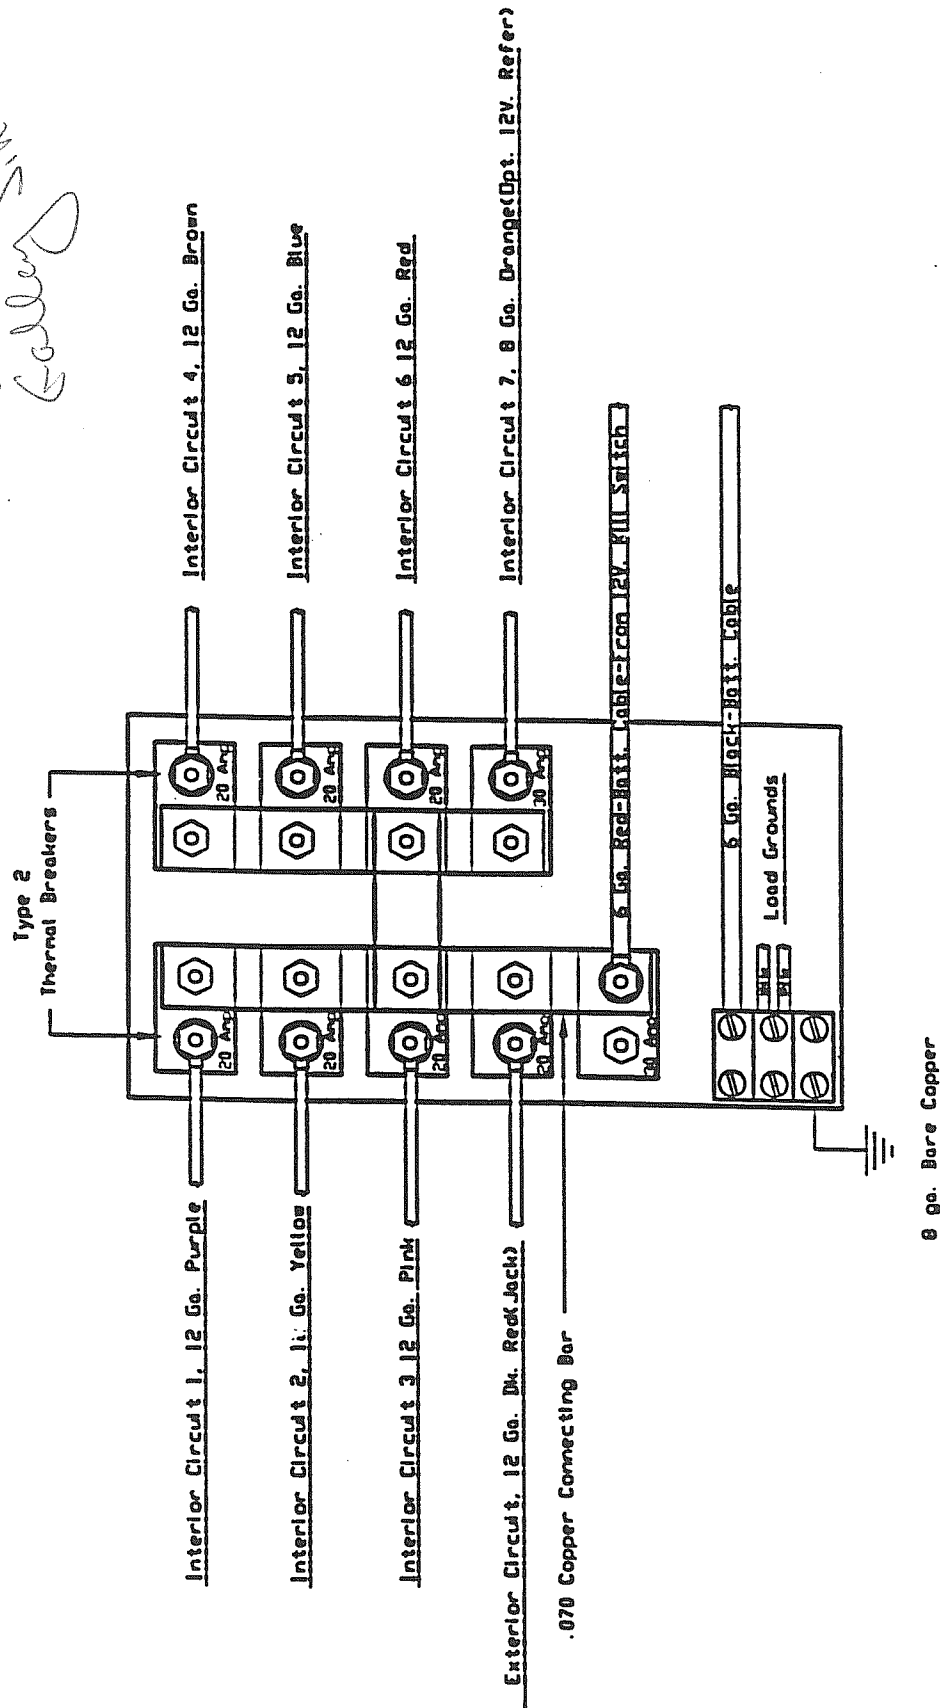 Type 2
Thermal Breakers
Interior Circuit 1, 12 Ga. Purple
Interior Circuit 2, Ga. Yellow
Interior Circuit 3 12 Ga. Pink
Exterior Circuit, 12 Ga. Dk. Red(Jack)
.070 Copper Connecting Bar
20 Amp
20 Amp
20 Amp
20 Amp
30 Amp
20 Amp
20 Amp
20 Amp
30 Amp
Interior Circuit 4, 12 Ga. Brown
Interior Circuit 5, 12 Ga. Blue
Interior Circuit 6 12 Ga. Red
Interior Circuit 7, 8 Ga. Orange(Opt. 12V. Refer)
6 Ga. Red-Batt. Cable-From 12V. Kill Switch
6 Ga. Black-Batt. Cable
Load Grounds
8 ga. Bare Copper